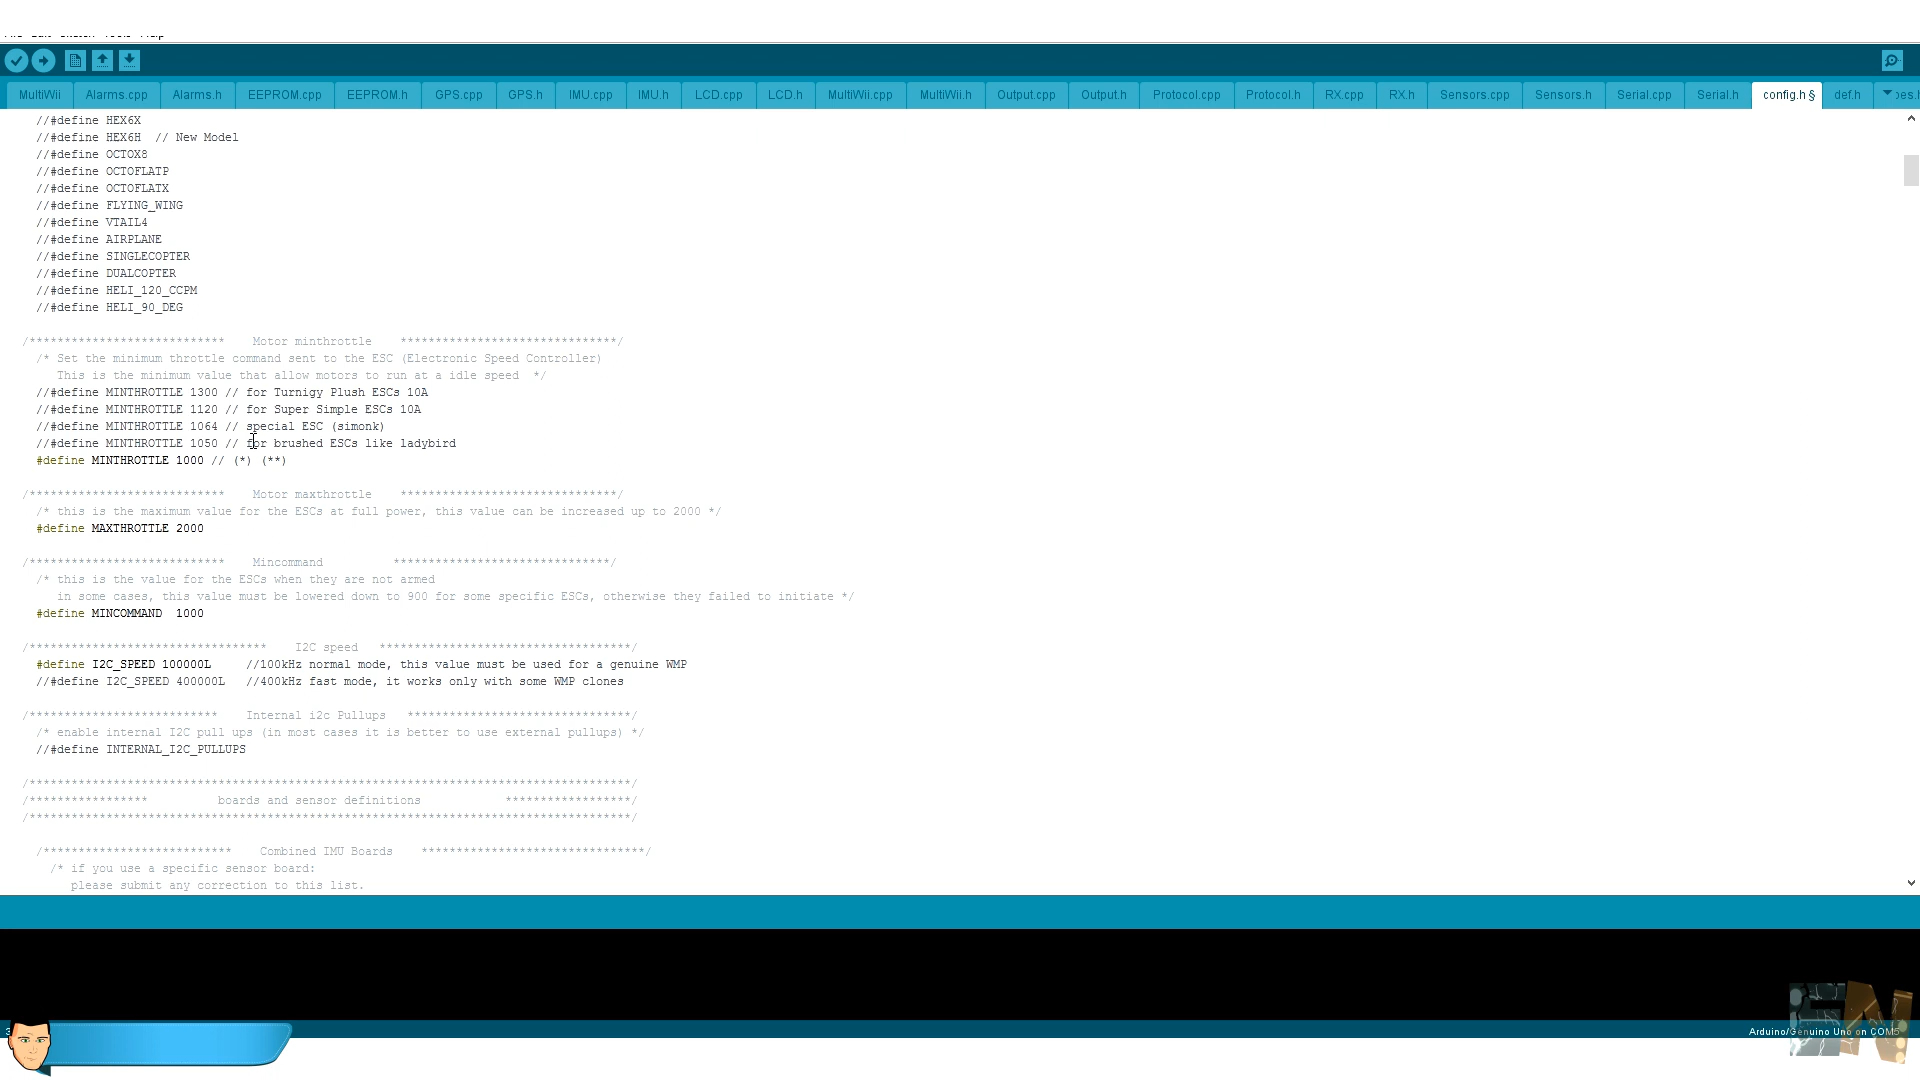 MultiWii Alarms.cpp Alarms.h EEPROM.cpp EEPROM.h GPS.cpp GPS.h IMU.cpp IMU.h LCD.cpp LCD.h MultiWii.cpp MultiWii.h Output.cpp Output.h Protocol.cpp Protocol.h RX.cpp RX.h Sensors.cpp Sensors.h Serial.cpp Serial.h config.h § def.h
//#define HEX6X
//#define HEX6H  // New Model
//#define OCTOX8
//#define OCTOFLATP
//#define OCTOFLATX
//#define FLYING_WING
//#define VTAIL4
//#define AIRPLANE
//#define SINGLECOPTER
//#define DUALCOPTER
//#define HELI_120_CCPM
//#define HELI_90_DEG
/****************************    Motor minthrottle    *******************************/
/* Set the minimum throttle command sent to the ESC (Electronic Speed Controller)
This is the minimum value that allow motors to run at a idle speed  */
//#define MINTHROTTLE 1300 // for Turnigy Plush ESCs 10A
//#define MINTHROTTLE 1120 // for Super Simple ESCs 10A
//#define MINTHROTTLE 1064 // special ESC (simonk)
//#define MINTHROTTLE 1050 // for brushed ESCs like ladybird
#define MINTHROTTLE 1000 // (*) (**)
/****************************    Motor maxthrottle    *******************************/
/* this is the maximum value for the ESCs at full power, this value can be increased up to 2000 */
#define MAXTHROTTLE 2000
/****************************    Mincommand          *******************************/
/* this is the value for the ESCs when they are not armed
in some cases, this value must be lowered down to 900 for some specific ESCs, otherwise they failed to initiate */
#define MINCOMMAND  1000
/**********************************    I2C speed   ************************************/
#define I2C_SPEED 100000L     //100kHz normal mode, this value must be used for a genuine WMP
//#define I2C_SPEED 400000L   //400kHz fast mode, it works only with some WMP clones
/***************************    Internal i2c Pullups   ********************************/
/* enable internal I2C pull ups (in most cases it is better to use external pullups) */
//#define INTERNAL_I2C_PULLUPS
/**************************************************************************************/
/*****************          boards and sensor definitions            ******************/
/**************************************************************************************/
/***************************    Combined IMU Boards    ********************************/
/* if you use a specific sensor board:
please submit any correction to this list.
Arduino/Genuino Uno on COM5